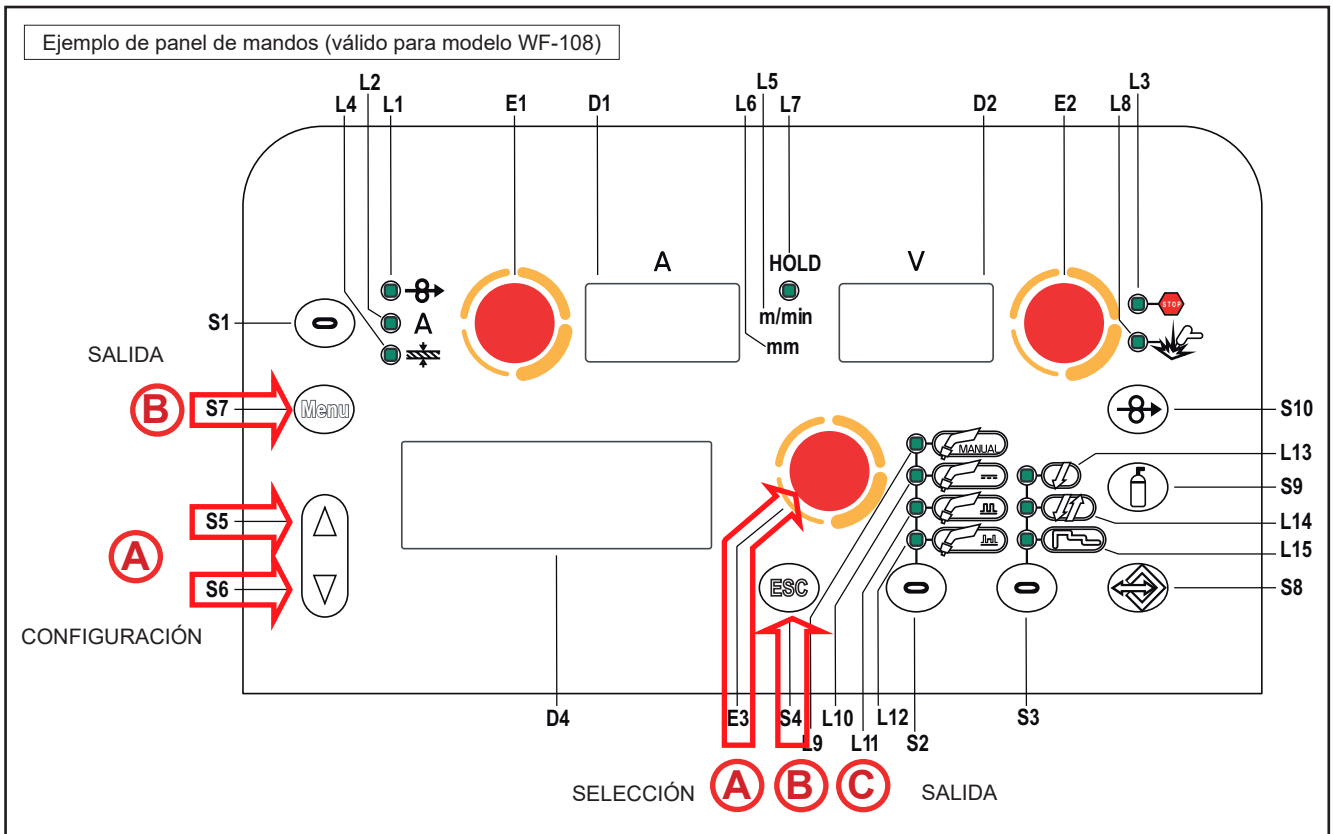 Ejemplo de panel de mandos (válido para modelo WF-108)
L2 L5 L3
L4 L1 E1 D1 L6 L7 D2 E2 L8
A HOLD V
STOP
S1 A m/min
mm
SALIDA
B S7 Menu S10
MANUAL L13
S9
S5 L14
A L15
S6 ESC S8
CONFIGURACIÓN
D4 E3 S4 L10 L12 S3
L9 L11 S2
SELECCIÓN A B C SALIDA